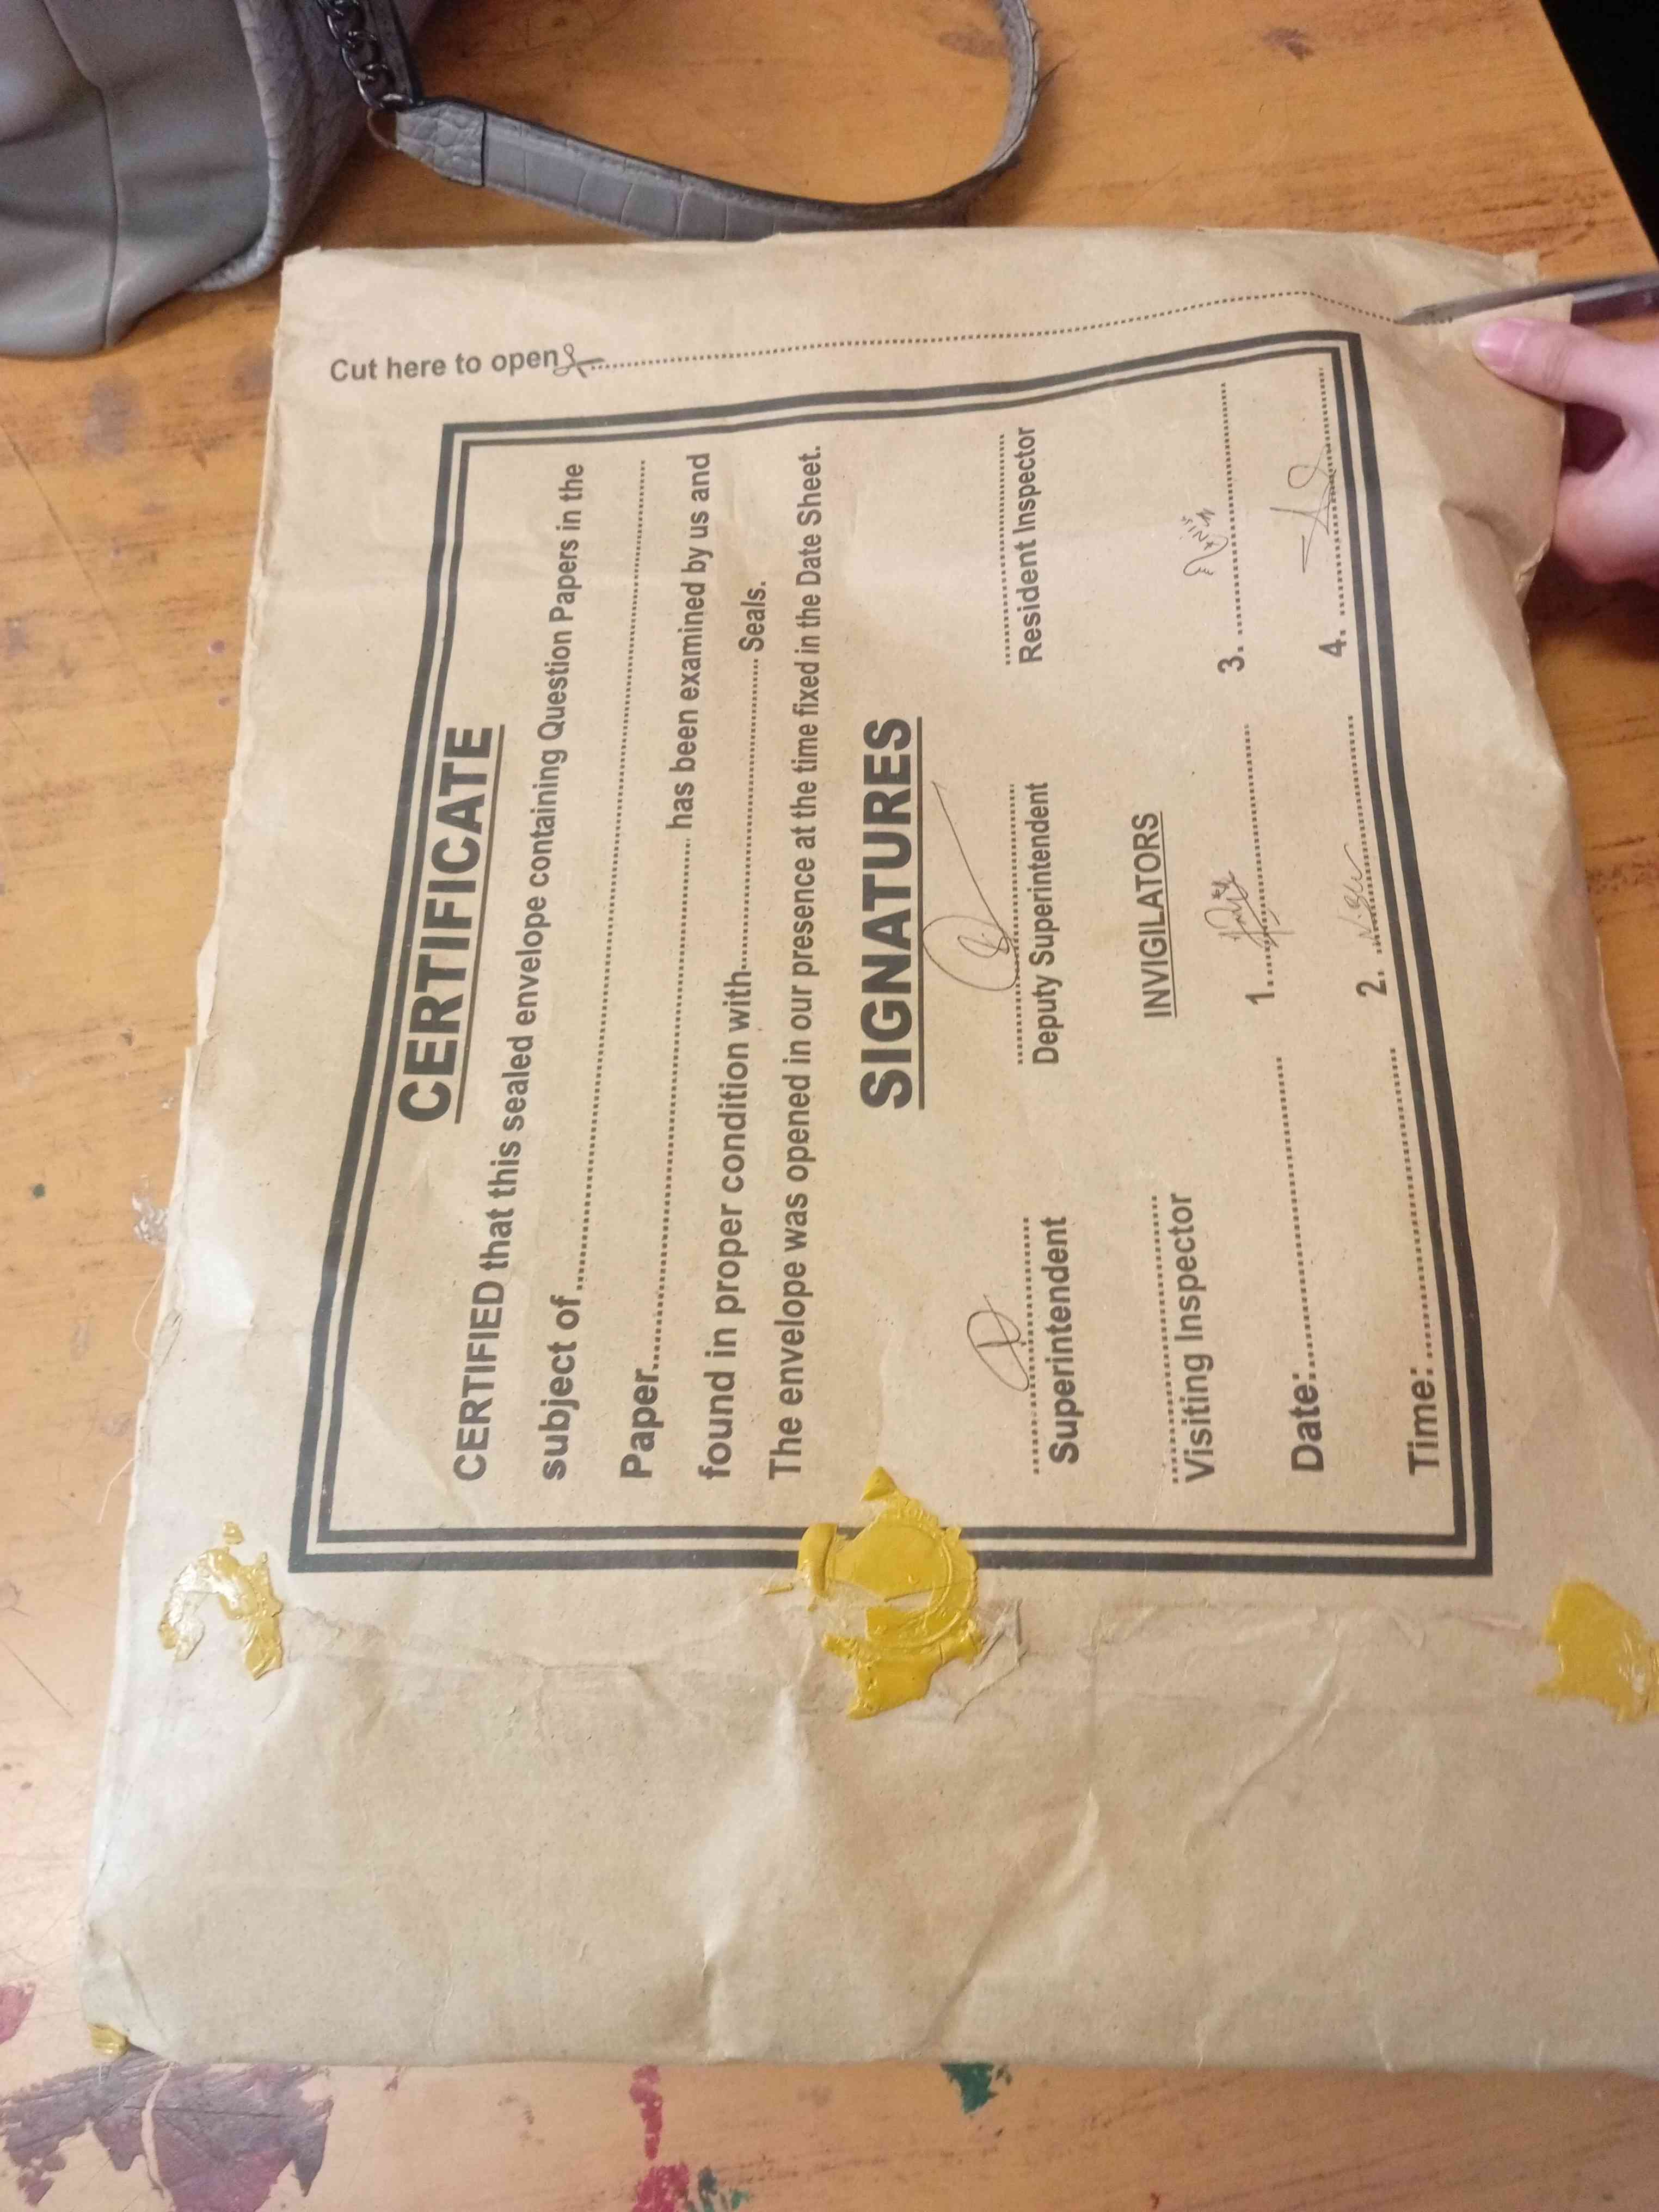 Cut here to open
CERTIFICATE
CERTIFIED that this sealed envelope containing Question Papers in the
subject of
Paper has been examined by us and
found in proper condition with Seals.
The envelope was opened in our presence at the time fixed in the Date Sheet.
SIGNATURES
Superintendent Deputy Superintendent Resident Inspector
Visiting Inspector INVIGILATORS
Date: 1. 3.
Time: 2. 4.